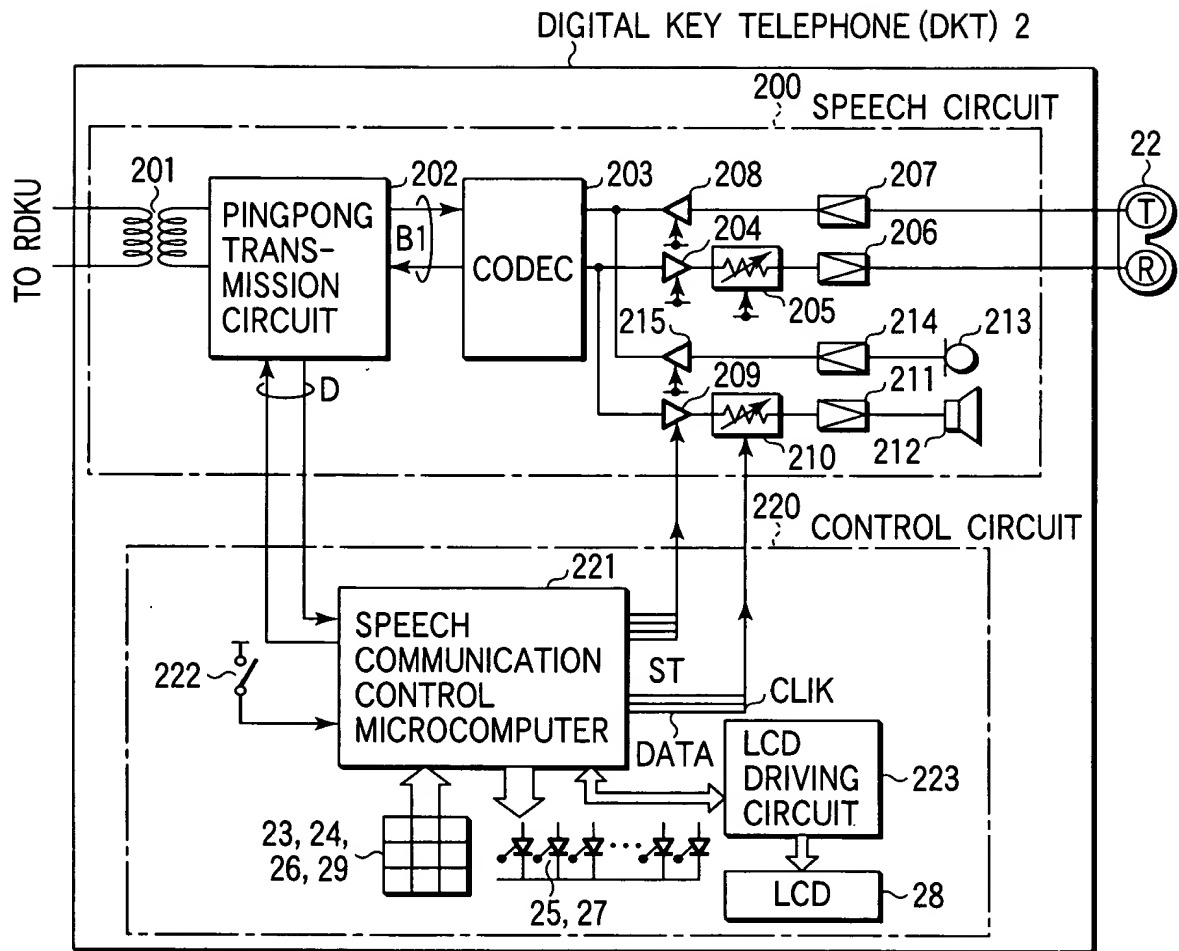 DIGITAL KEY TELEPHONE (DKT) 2
200
SPEECH CIRCUIT
201
202
203
208
207
22
PINGPONG
TRANS-
MISSION
CIRCUIT
B1
CODEC
204
206
T
R
TO RDKU
205
215
214
213
D
209
211
210
212
220
CONTROL CIRCUIT
221
SPEECH
COMMUNICATION
CONTROL
MICROCOMPUTER
222
ST
CLIK
DATA
LCD
DRIVING
CIRCUIT
223
23, 24,
26, 29
25, 27
LCD
28